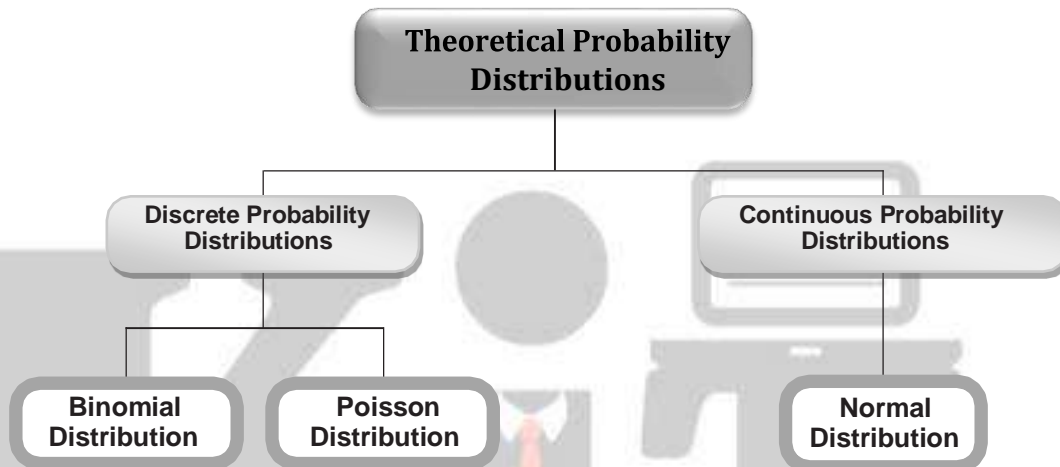 Theoretical Probability
Distributions
Discrete Probability
Distributions
Continuous Probability
Distributions
Binomial
Distribution
Poisson
Distribution
Normal
Distribution